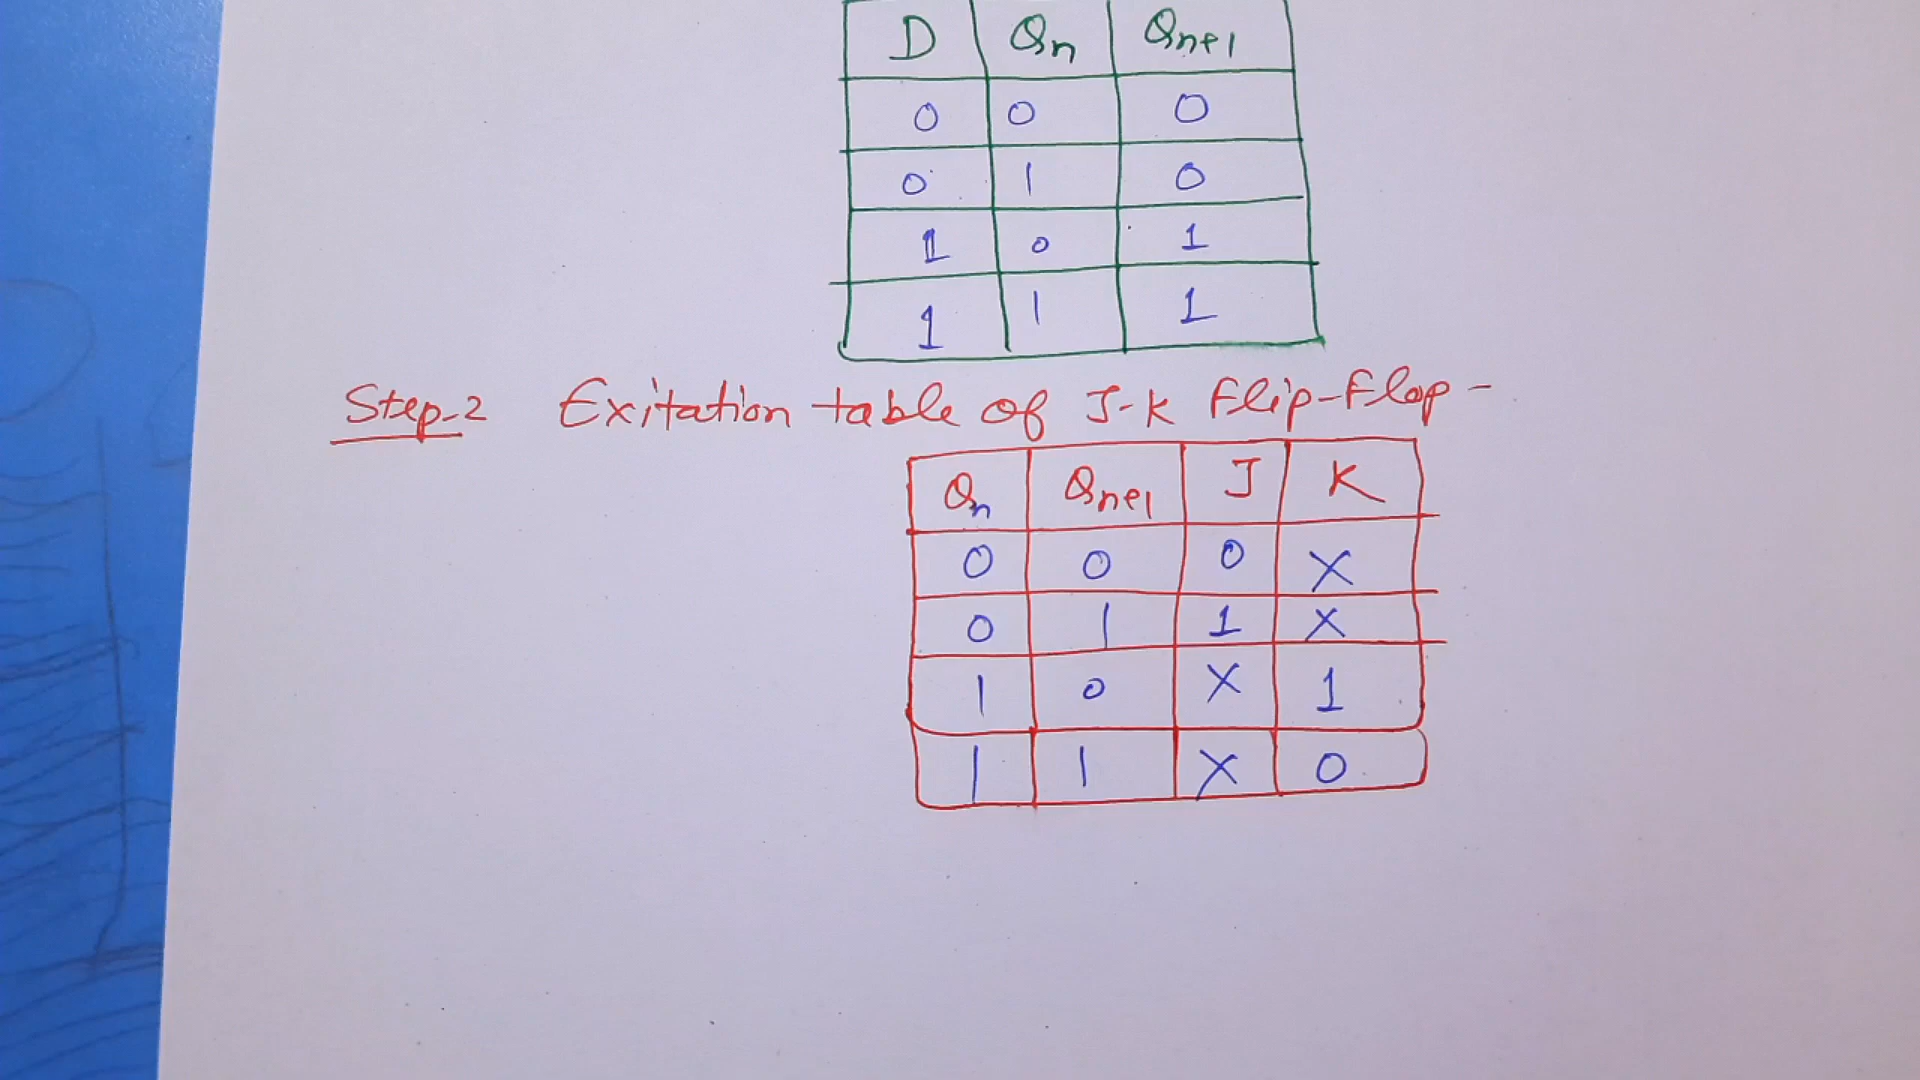 D Qn Qn+1
0 0 0
0 1 0
1 0 1
1 1 1
Step-2 Exitation table of J-K Flip-Flop -
Qn Qn+1 J K
0 0 0 X
0 1 1 X
1 0 X 1
1 1 X 0